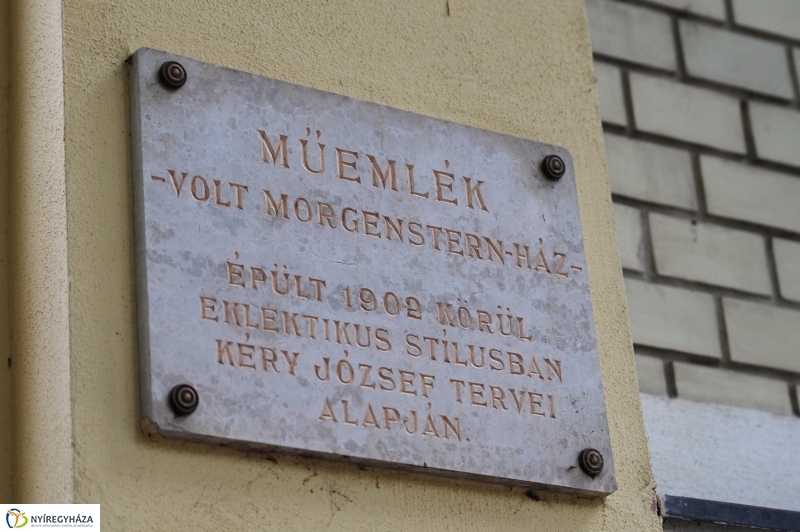 MŰEMLÉK
-VOLT MORGENSTERN-HÁZ-
ÉPÜLT 1902 KÖRÜL
EKLEKTIKUS STÍLUSBAN
KÉRY JÓZSEF TERVEI
ALAPJÁN.
NYÍREGYHÁZA